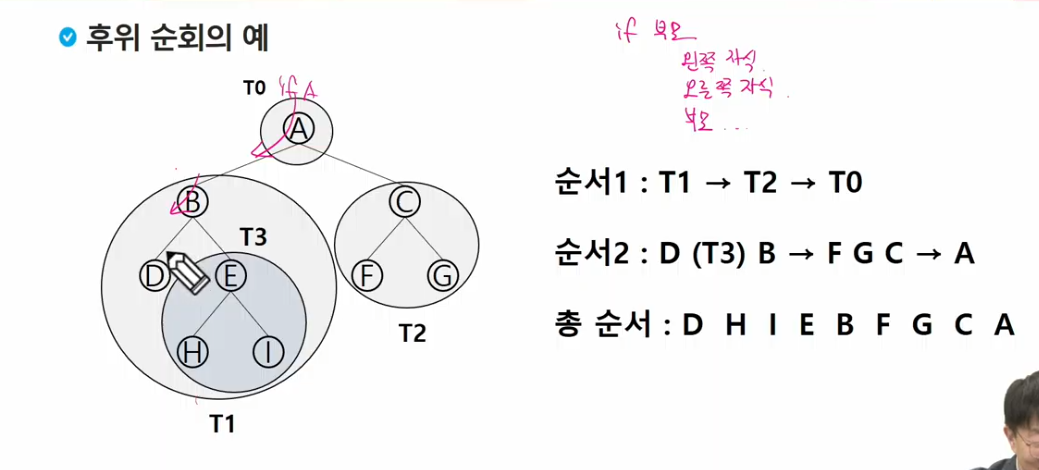 후위 순회의 예
if 부모
왼쪽 자식.
오른쪽 자식.
부모 ...
T0 if A
A
B
C
T3
D
E
F
G
H
I
T2
T1
순서1 : T1 → T2 → T0
순서2 : D (T3) B → F G C → A
총 순서 : D H I E B F G C A